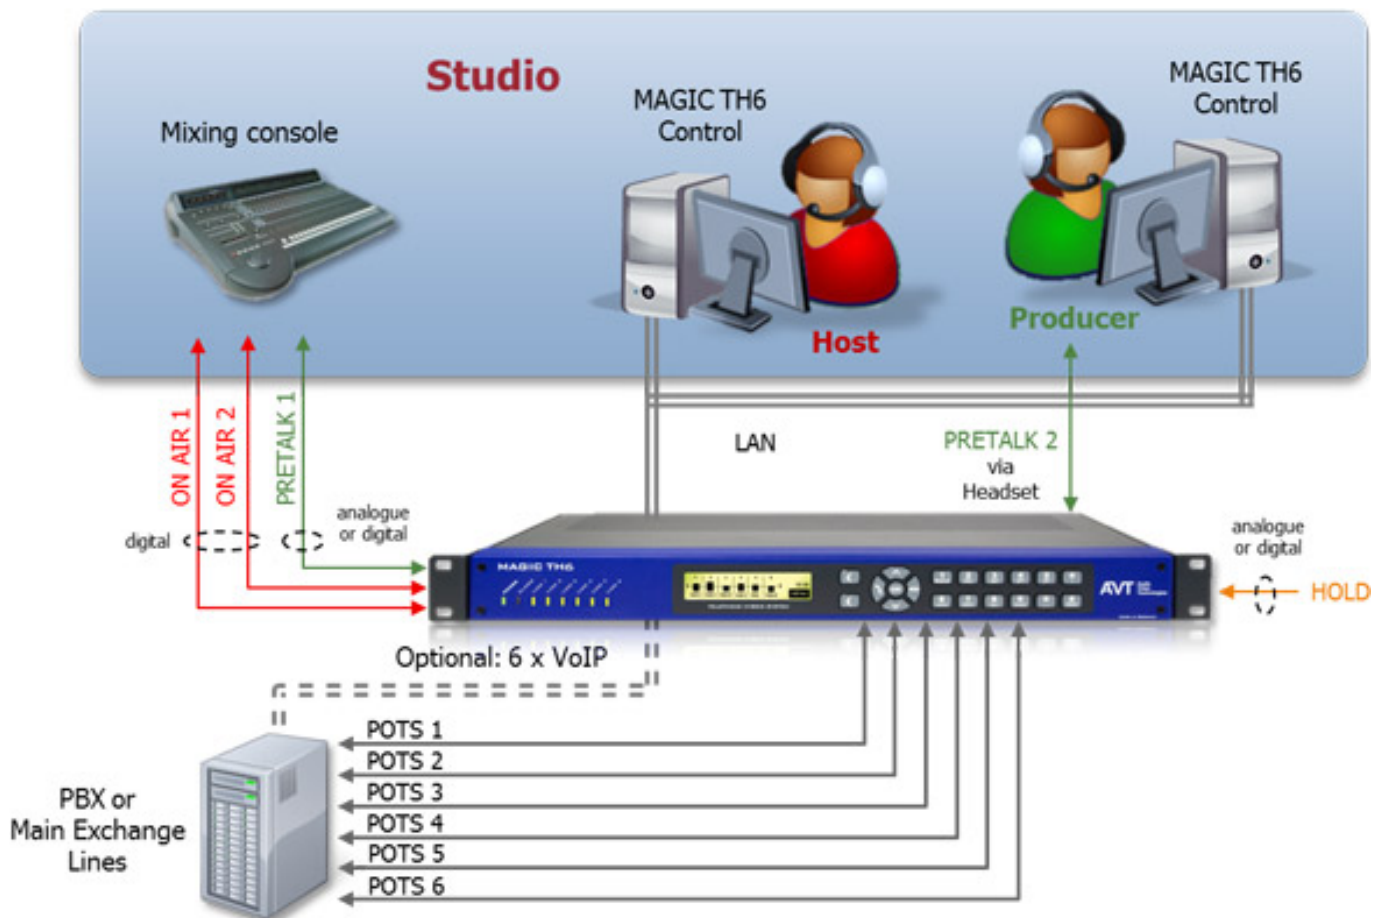 Studio
Mixing console
MAGIC TH6
Control
MAGIC TH6
Control
Host
Producer
ON AIR 1
ON AIR 2
PRETALK 1
LAN
PRETALK 2
via
Headset
digital
analogue
or digital
analogue
or digital
MAGIC TH6
AVT
HOLD
Optional: 6 x VoIP
POTS 1
POTS 2
POTS 3
POTS 4
POTS 5
POTS 6
PBX or
Main Exchange
Lines